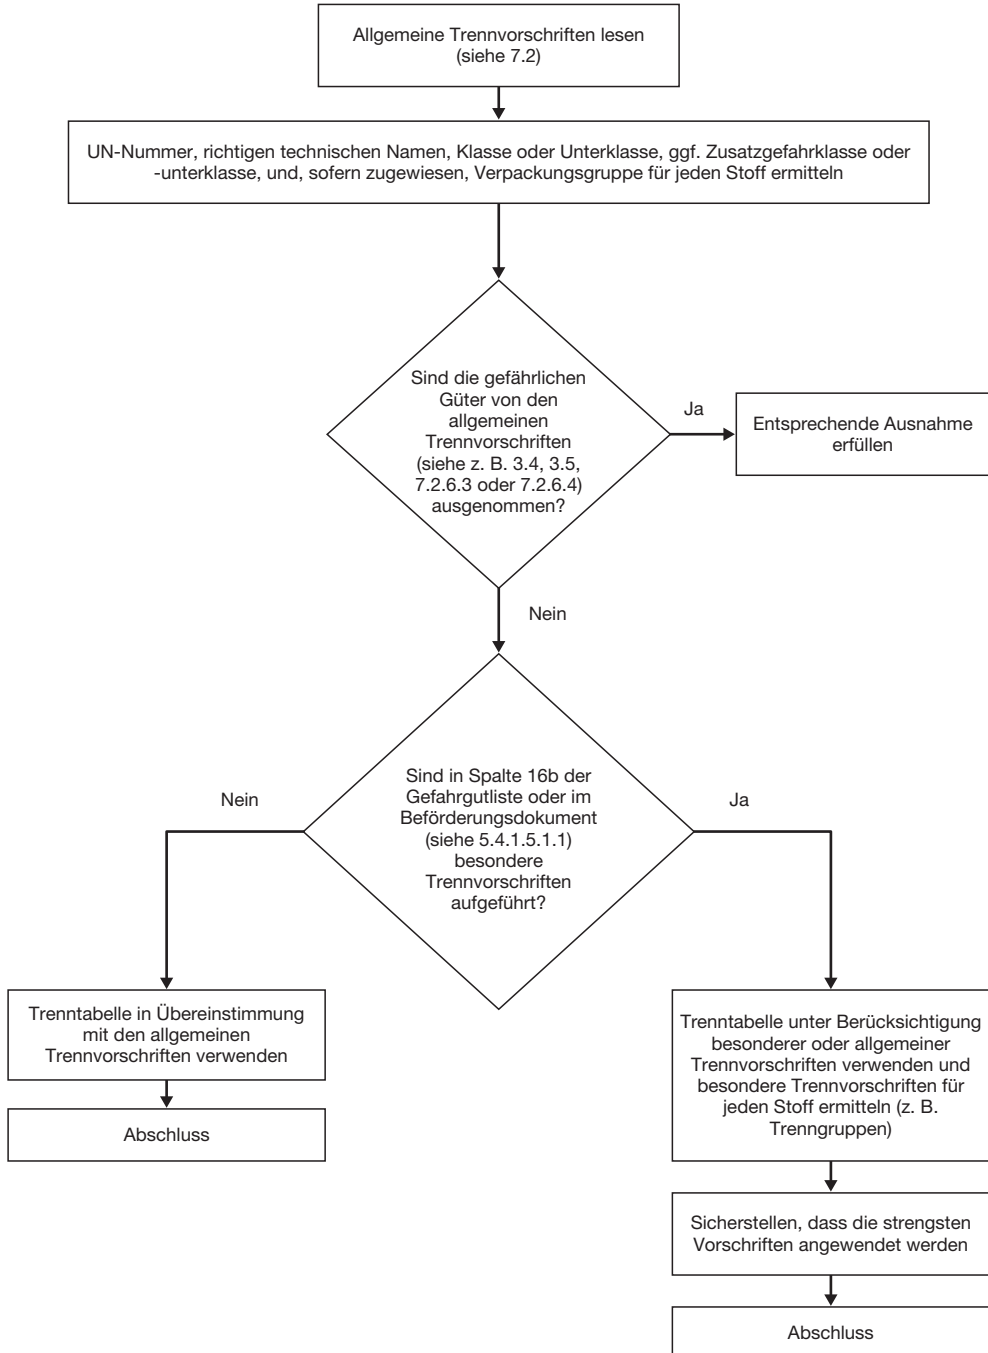 Allgemeine Trennvorschriften lesen
(siehe 7.2)
UN-Nummer, richtigen technischen Namen, Klasse oder Unterklasse, ggf. Zusatzgefahrklasse oder
-unterklasse, und, sofern zugewiesen, Verpackungsgruppe für jeden Stoff ermitteln
Sind die gefährlichen
Güter von den
allgemeinen
Trennvorschriften
(siehe z. B. 3.4, 3.5,
7.2.6.3 oder 7.2.6.4)
ausgenommen?
Ja
Entsprechende Ausnahme
erfüllen
Nein
Sind in Spalte 16b der
Gefahrgutliste oder im
Beförderungsdokument
(siehe 5.4.1.5.1.1)
besondere
Trennvorschriften
aufgeführt?
Nein
Ja
Trenntabelle in Übereinstimmung
mit den allgemeinen
Trennvorschriften verwenden
Abschluss
Trenntabelle unter Berücksichtigung
besonderer oder allgemeiner
Trennvorschriften verwenden und
besondere Trennvorschriften für
jeden Stoff ermitteln (z. B.
Trenngruppen)
Sicherstellen, dass die strengsten
Vorschriften angewendet werden
Abschluss